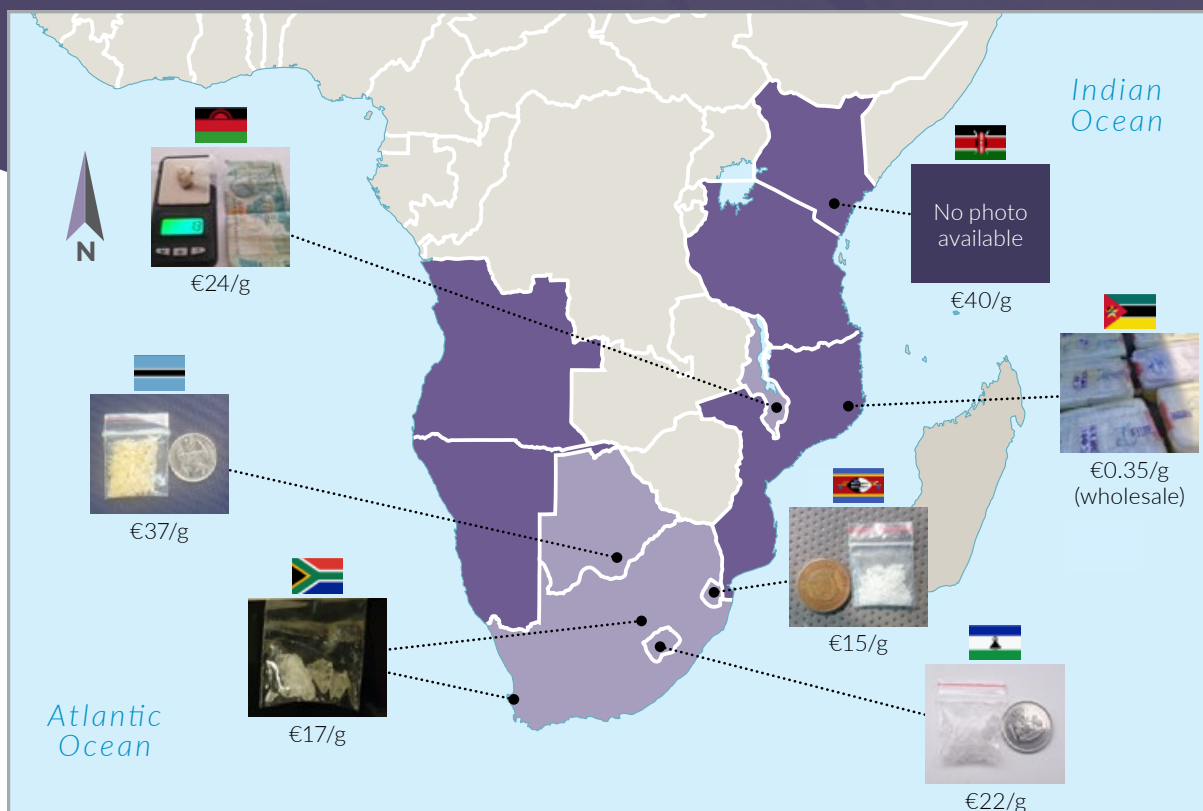 Indian
Ocean
N
€24/g
No photo
available
€40/g
€37/g
€0.35/g
(wholesale)
€17/g
€15/g
Atlantic
Ocean
€22/g